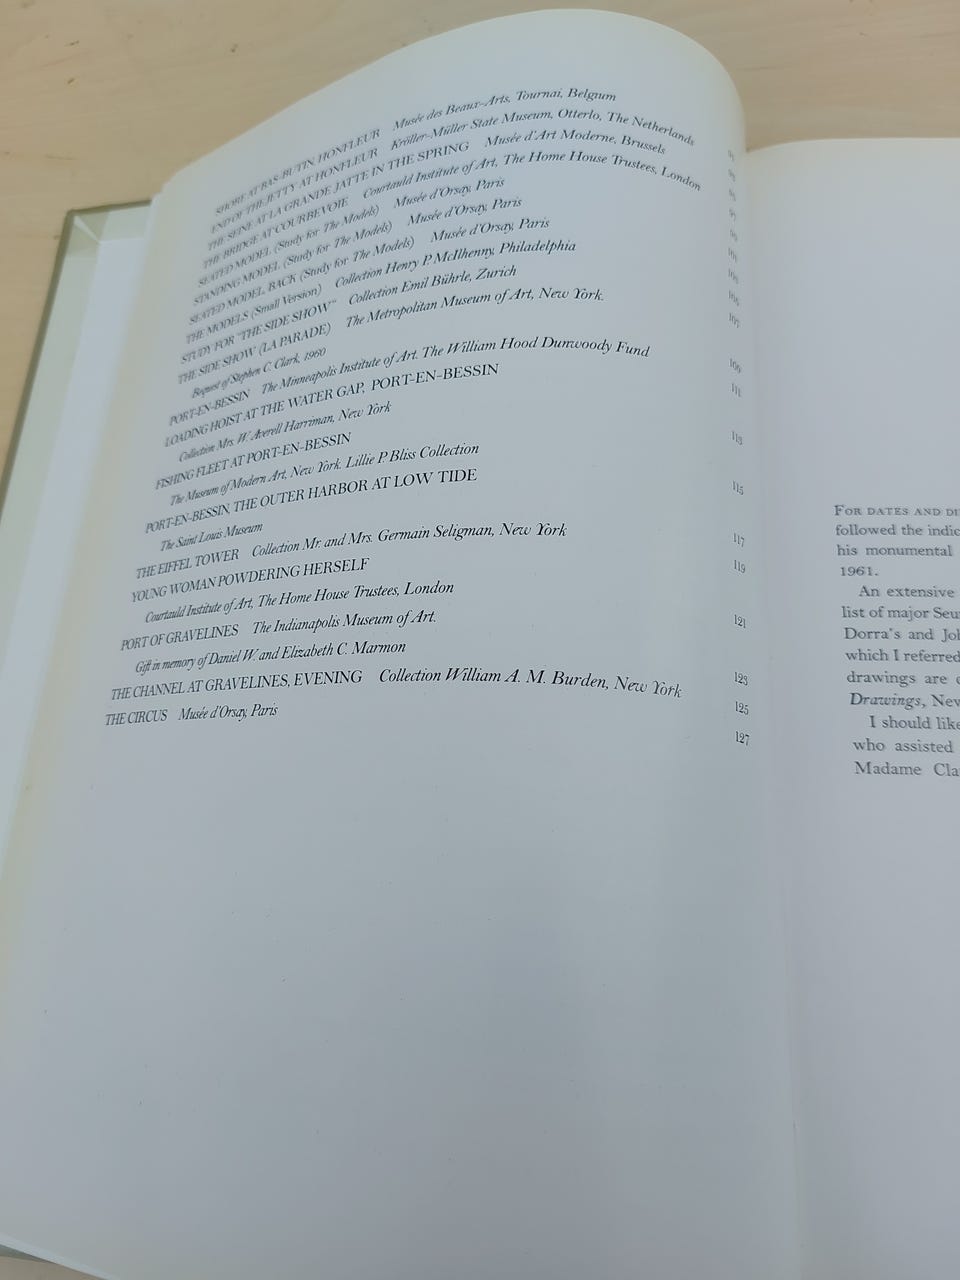 SHORE AT BAS-BUTIN, HONFLEUR Musée des Beaux-Arts, Tournai, Belgium 91
END OF THE JETTY AT HONFLEUR Kröller-Müller State Museum, Otterlo, The Netherlands 93
THE SEINE AT LA GRANDE JATTE IN THE SPRING Musée d'Art Moderne, Brussels 95
THE BRIDGE AT COURBEVOIE Courtauld Institute of Art, The Home House Trustees, London 97
SEATED MODEL (Study for The Models) Musée d'Orsay, Paris 99
STANDING MODEL (Study for The Models) Musée d'Orsay, Paris 101
SEATED MODEL, BACK (Study for The Models) Musée d'Orsay, Paris 103
THE MODELS (Small Version) Collection Henry P. McIlhenny, Philadelphia 105
STUDY FOR "THE SIDE SHOW" Collection Emil Bührle, Zurich 107
THE SIDE SHOW (LA PARADE) The Metropolitan Museum of Art, New York.
Bequest of Stephen C. Clark, 1960 109
PORT-EN-BESSIN The Minneapolis Institute of Art. The William Hood Dunwoody Fund 111
LOADING HOIST AT THE WATER GAP, PORT-EN-BESSIN
Collection Mrs. W. Averell Harriman, New York 113
FISHING FLEET AT PORT-EN-BESSIN
The Museum of Modern Art, New York. Lillie P. Bliss Collection 115
PORT-EN-BESSIN, THE OUTER HARBOR AT LOW TIDE
The Saint Louis Museum 117
THE EIFFEL TOWER Collection Mr. and Mrs. Germain Seligman, New York 119
YOUNG WOMAN POWDERING HERSELF
Courtauld Institute of Art, The Home House Trustees, London 121
PORT OF GRAVELINES The Indianapolis Museum of Art.
Gift in memory of Daniel W. and Elizabeth C. Marmon 123
THE CHANNEL AT GRAVELINES, EVENING Collection William A. M. Burden, New York 125
THE CIRCUS Musée d'Orsay, Paris 127
FOR DATES AND DI
followed the indic
his monumental
1961.
An extensive
list of major Seu
Dorra's and Joh
which I referred
drawings are e
Drawings, Nev
I should like
who assisted
Madame Cla